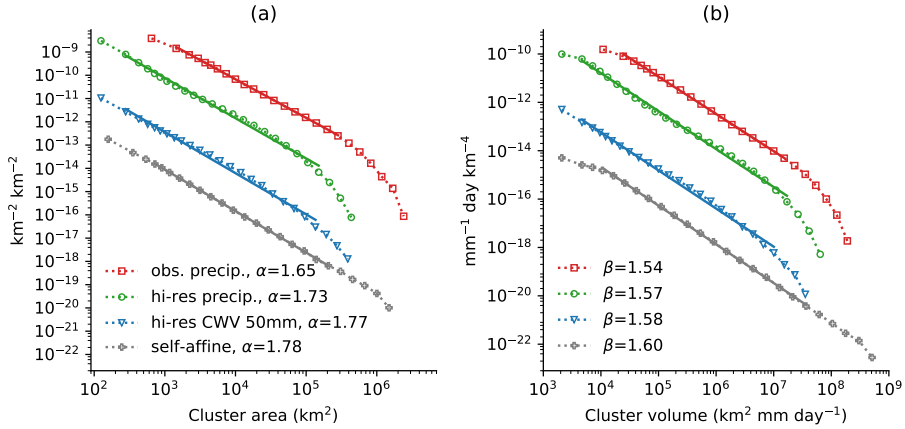 (a)
km⁻² km⁻²
10⁻⁹
10⁻¹⁰
10⁻¹¹
10⁻¹²
10⁻¹³
10⁻¹⁴
10⁻¹⁵
10⁻¹⁶
10⁻¹⁷
10⁻¹⁸
10⁻¹⁹
10⁻²⁰
10⁻²¹
10⁻²²
obs. precip., α=1.65
hi-res precip., α=1.73
hi-res CWV 50mm, α=1.77
self-affine, α=1.78
10² 10³ 10⁴ 10⁵ 10⁶
Cluster area (km²)
(b)
mm⁻¹ day km⁻⁴
10⁻¹⁰
10⁻¹²
10⁻¹⁴
10⁻¹⁶
10⁻¹⁸
10⁻²⁰
10⁻²²
β=1.54
β=1.57
β=1.58
β=1.60
10³ 10⁴ 10⁵ 10⁶ 10⁷ 10⁸ 10⁹
Cluster volume (km² mm day⁻¹)